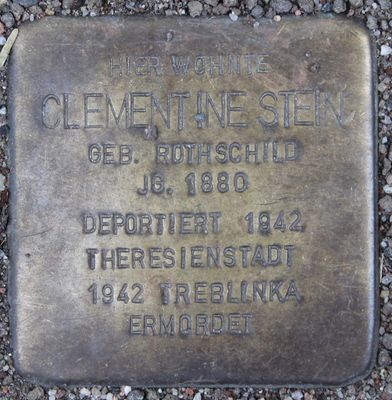 HIER WOHNTE
CLEMENTINE STEIN
GEB. ROTHSCHILD
JG. 1880
DEPORTIERT 1942
THERESIENSTADT
1942 TREBLINKA
ERMORDET